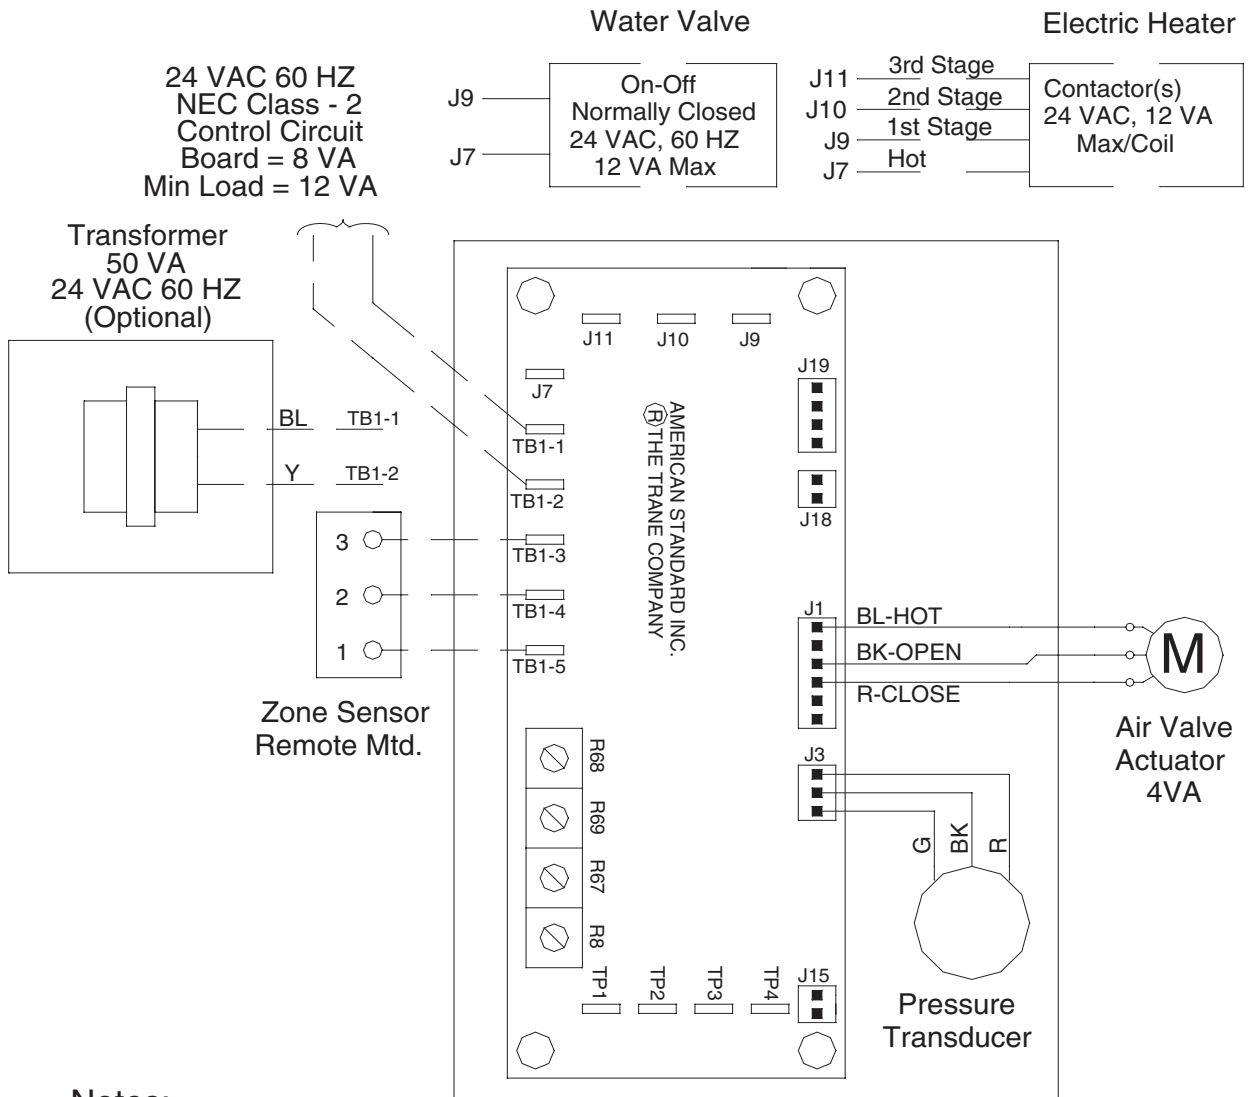 Water Valve
Electric Heater
24 VAC 60 HZ
NEC Class - 2
Control Circuit
Board = 8 VA
Min Load = 12 VA
J9
J7
On-Off
Normally Closed
24 VAC, 60 HZ
12 VA Max
J11
3rd Stage
J10
2nd Stage
J9
1st Stage
J7
Hot
Contactor(s)
24 VAC, 12 VA
Max/Coil
Transformer
50 VA
24 VAC 60 HZ
(Optional)
BL
TB1-1
Y
TB1-2
3
2
1
Zone Sensor
Remote Mtd.
J11
J10
J9
J7
TB1-1
TB1-2
TB1-3
TB1-4
TB1-5
AMERICAN STANDARD INC.
® THE TRANE COMPANY
J19
J18
J1
BL-HOT
BK-OPEN
R-CLOSE
M
Air Valve
Actuator
4VA
J3
G
BK
R
Pressure
Transducer
R68
R69
R67
R8
TP1
TP2
TP3
TP4
J15
Notes: